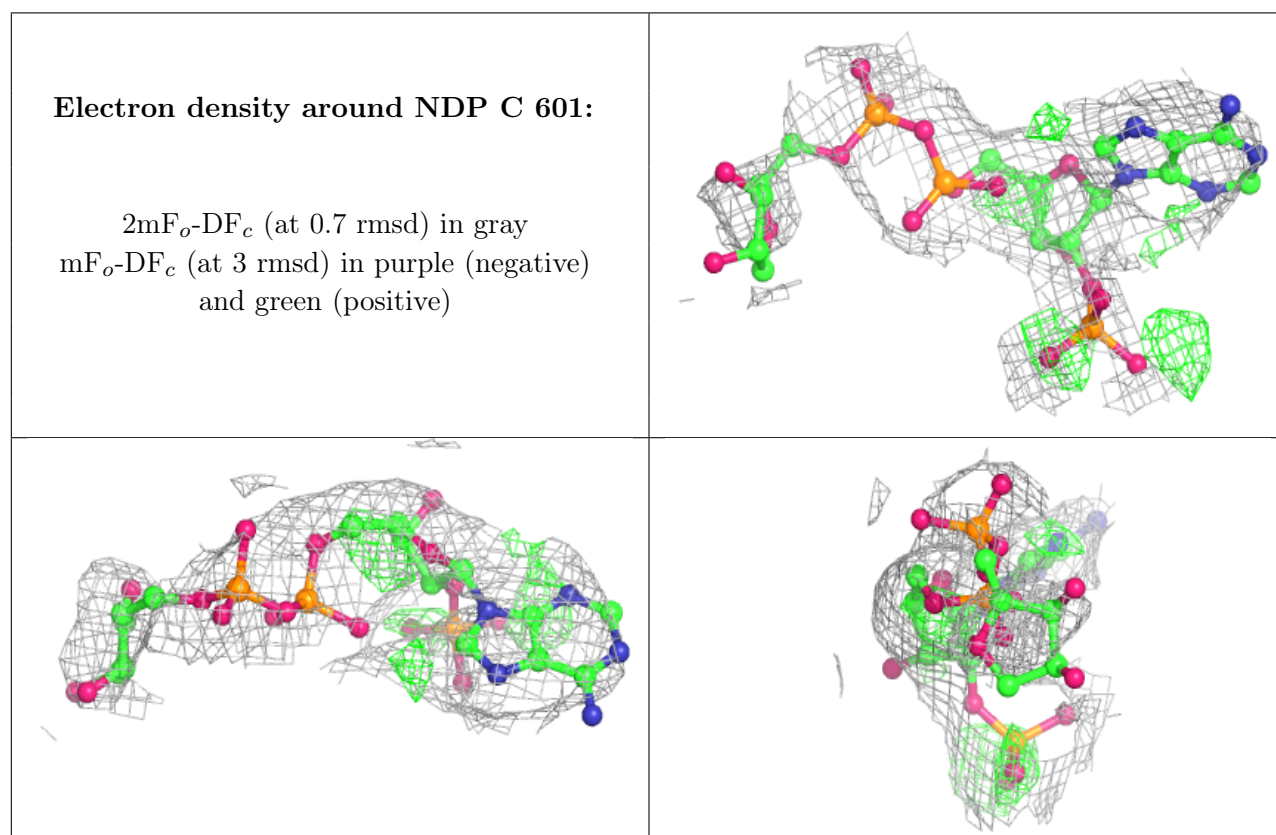 Electron density around NDP C 601:
2mFo-DFc (at 0.7 rmsd) in gray
mFo-DFc (at 3 rmsd) in purple (negative)
and green (positive)